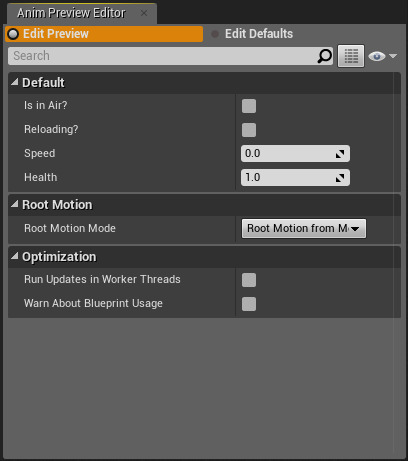 Anim Preview Editor
Edit Preview
Edit Defaults
Search
Default
Is in Air?
Reloading?
Speed 0.0
Health 1.0
Root Motion
Root Motion Mode Root Motion from M
Optimization
Run Updates in Worker Threads
Warn About Blueprint Usage